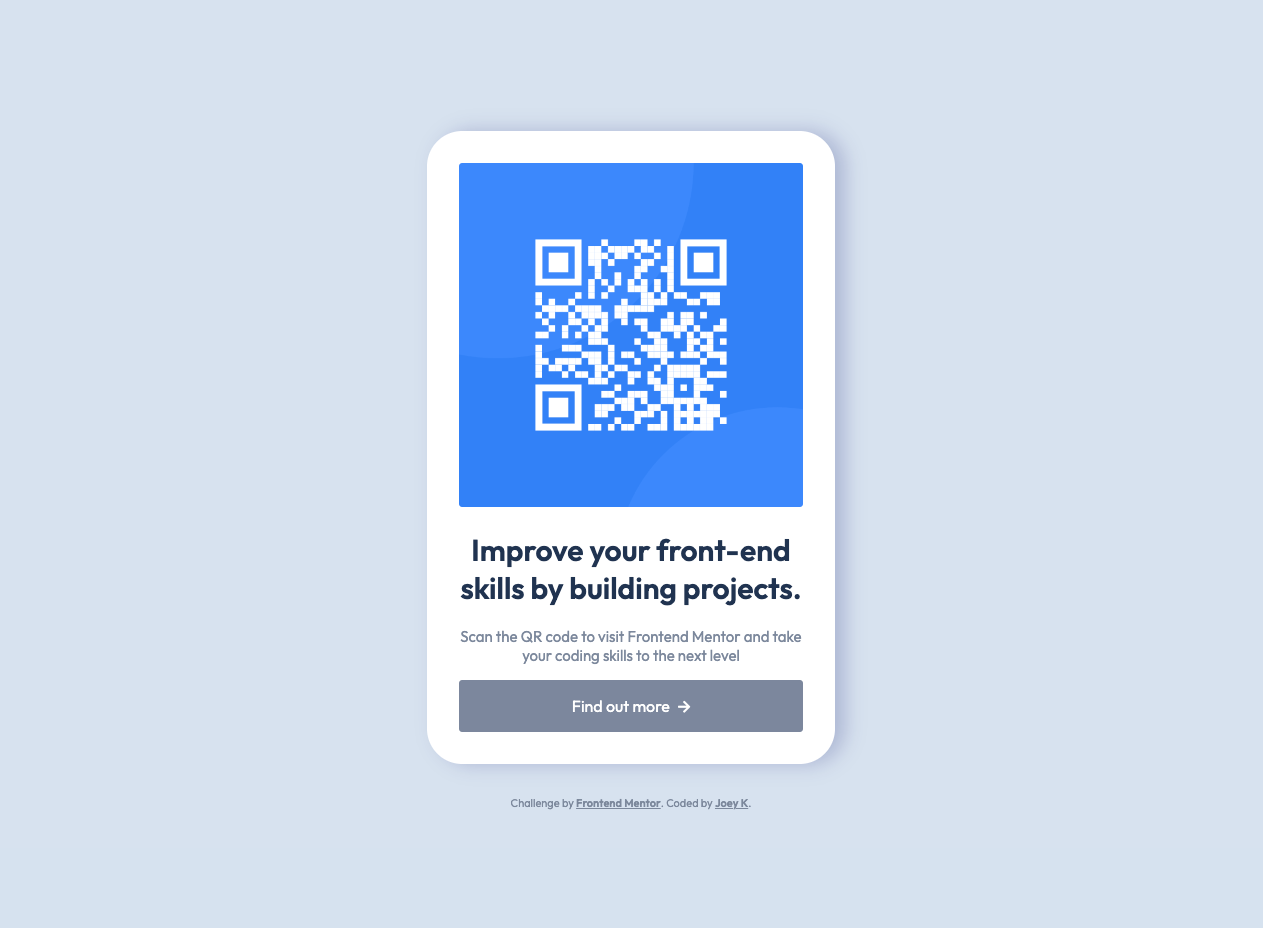 Improve your front-end
skills by building projects.
Scan the QR code to visit Frontend Mentor and take
your coding skills to the next level
Find out more →
Challenge by Frontend Mentor. Coded by Joey K.